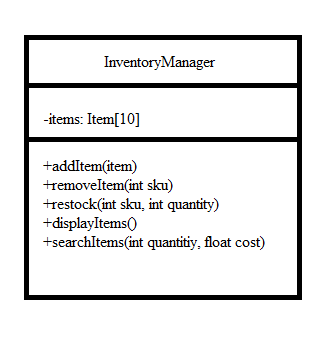 InventoryManager
-items: Item[10]
+addItem(item)
+removeItem(int sku)
+restock(int sku, int quantity)
+displayItems()
+searchItems(int quantitiy, float cost)